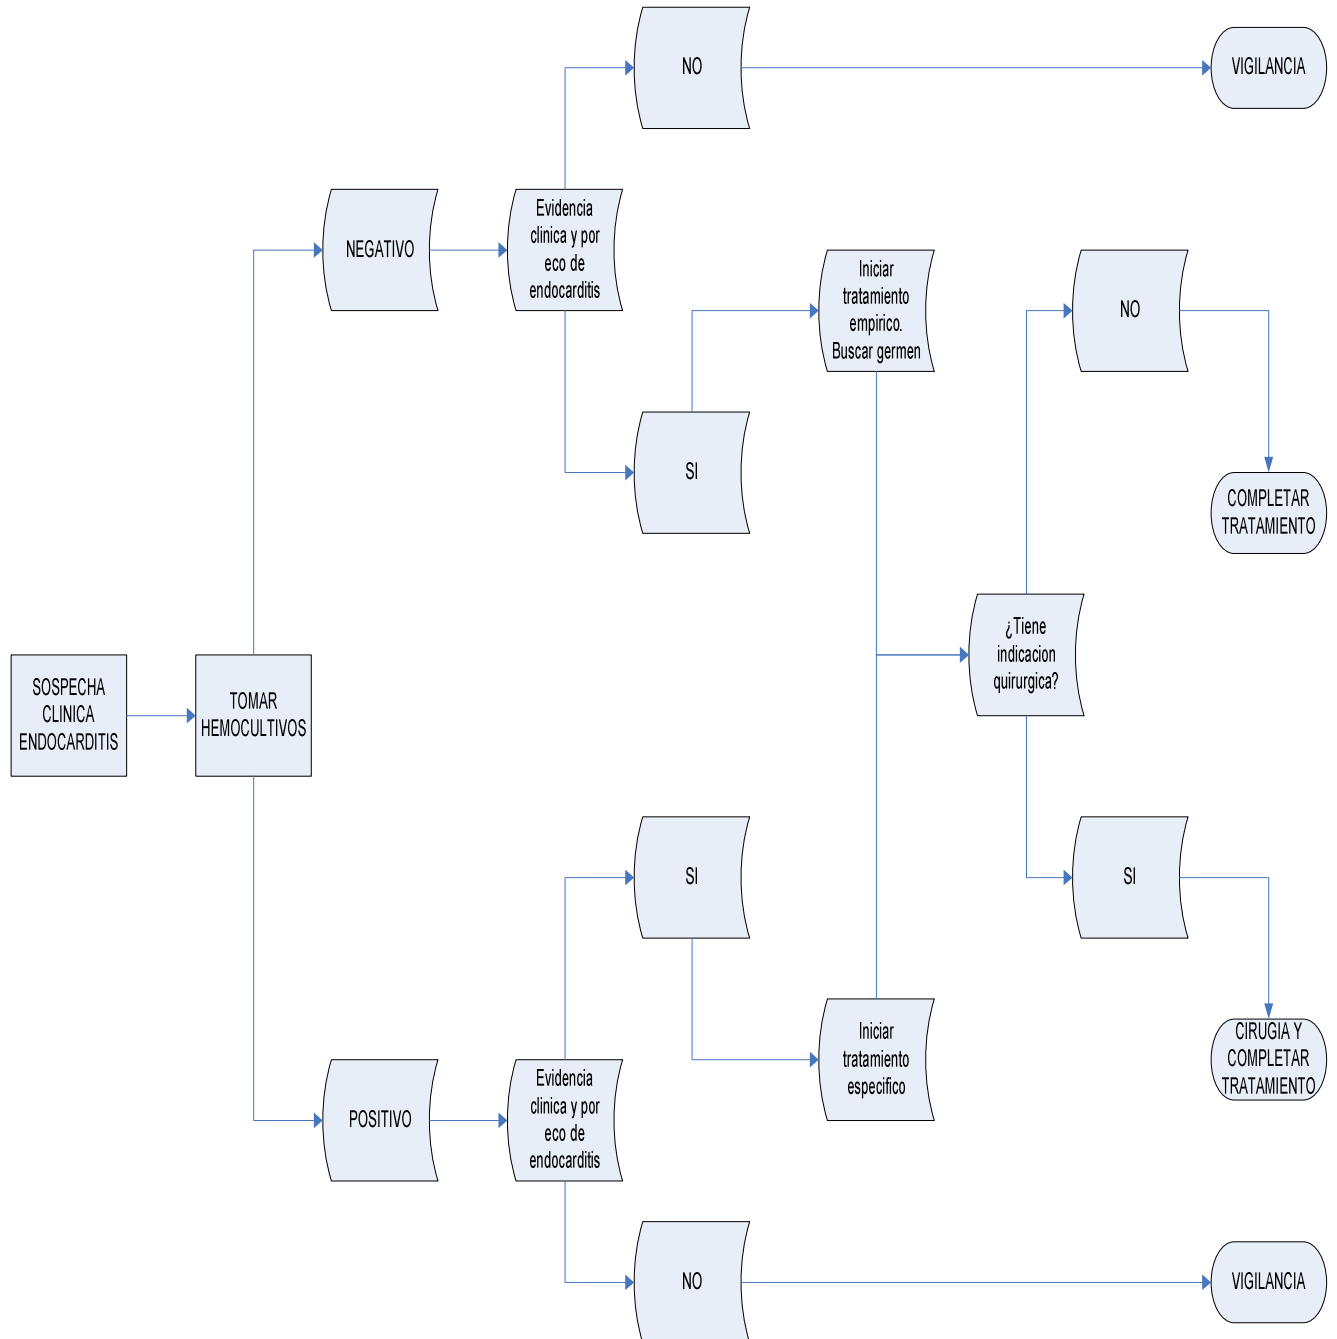 NO
VIGILANCIA
NEGATIVO
Evidencia
clinica y por
eco de
endocarditis
Iniciar
tratamiento
empirico.
Buscar germen
NO
SI
COMPLETAR
TRATAMIENTO
SOSPECHA
CLINICA
ENDOCARDITIS
TOMAR
HEMOCULTIVOS
¿Tiene
indicacion
quirurgica?
SI
SI
Iniciar
tratamiento
especifico
CIRUGIA Y
COMPLETAR
TRATAMIENTO
POSITIVO
Evidencia
clinica y por
eco de
endocarditis
NO
VIGILANCIA